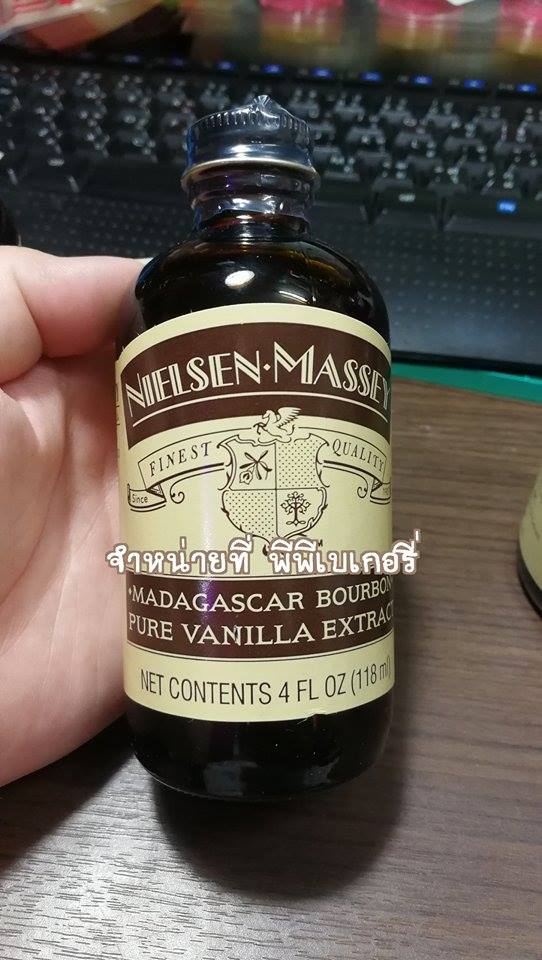 NIELSEN·MASSEY
FINEST QUALITY
Since
จำหน่ายที่ พีพีเบเกอรี่
•MADAGASCAR BOURBON
PURE VANILLA EXTRACT
NET CONTENTS 4 FL OZ (118 ml)